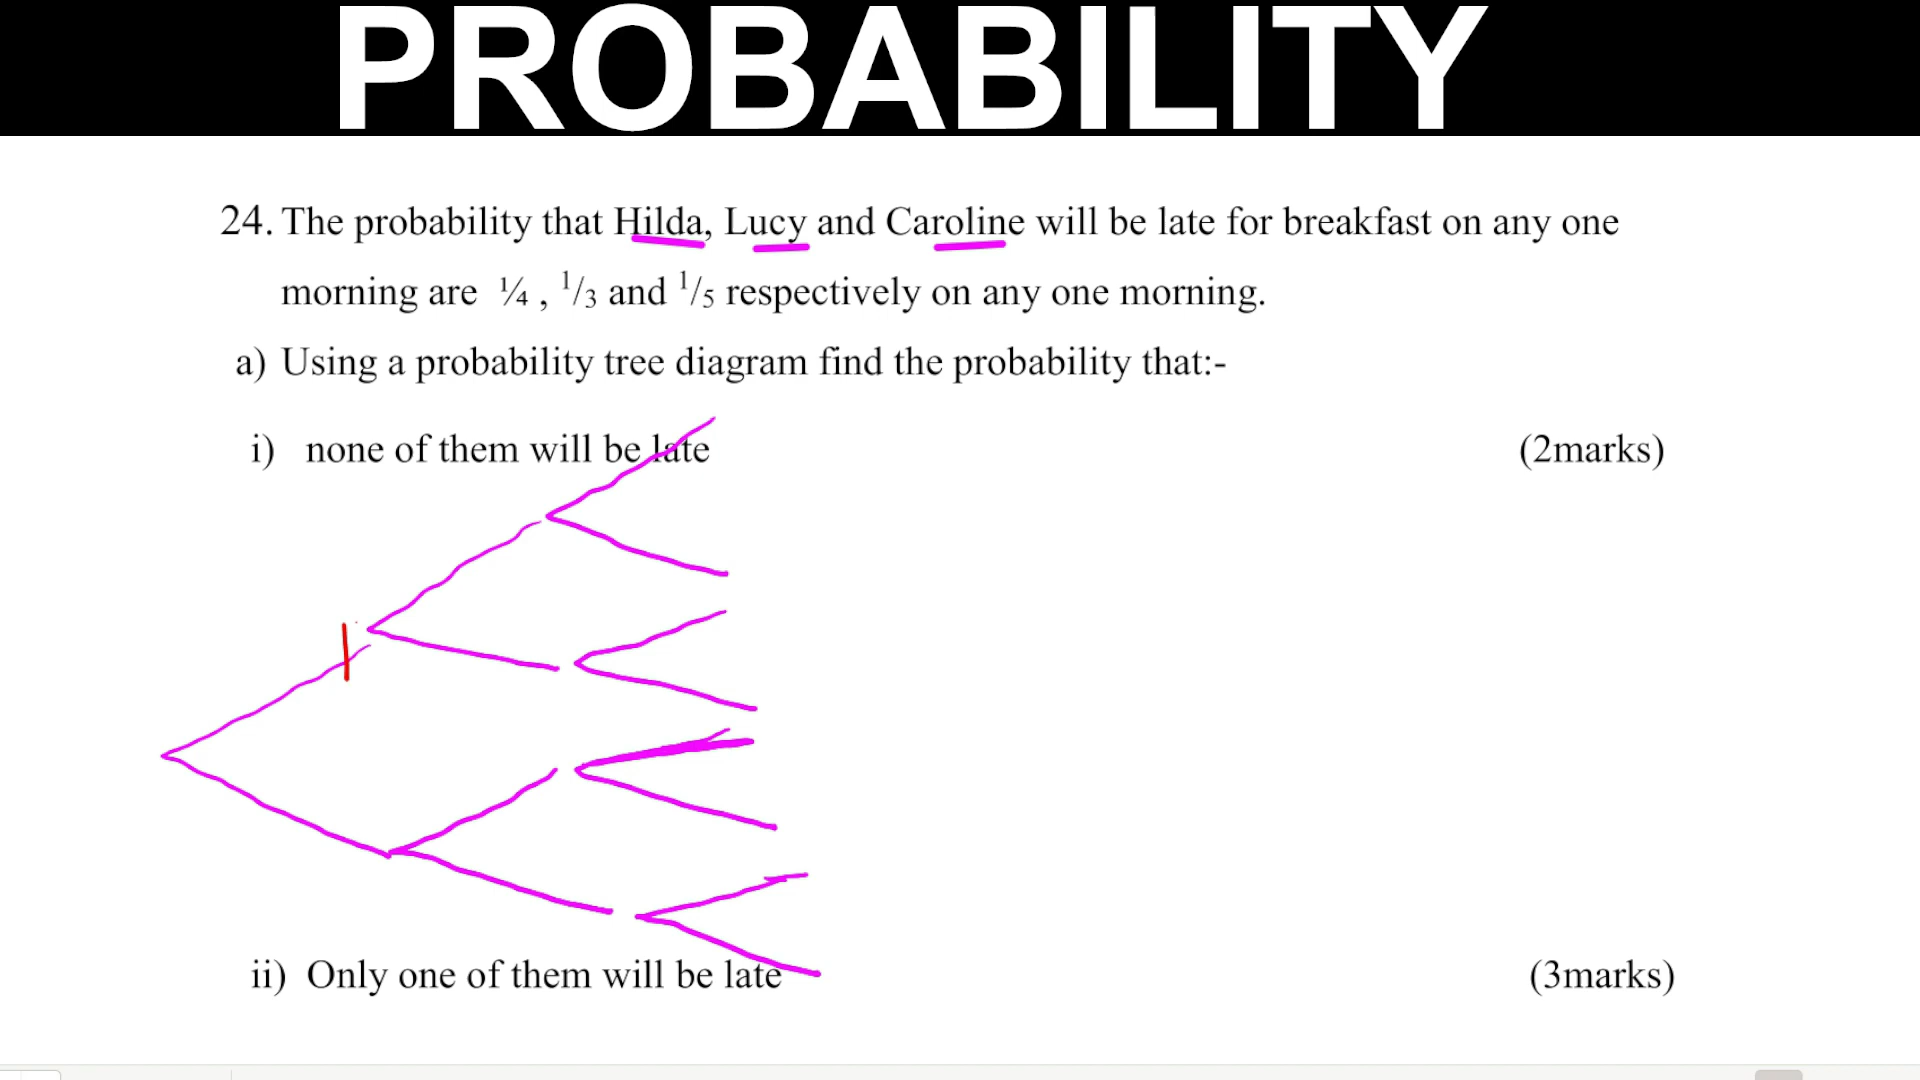 PROBABILITY
24. The probability that Hilda, Lucy and Caroline will be late for breakfast on any one
morning are ¼ , 1/3 and 1/5 respectively on any one morning.
a) Using a probability tree diagram find the probability that:-
i) none of them will be late (2marks)
ii) Only one of them will be late (3marks)